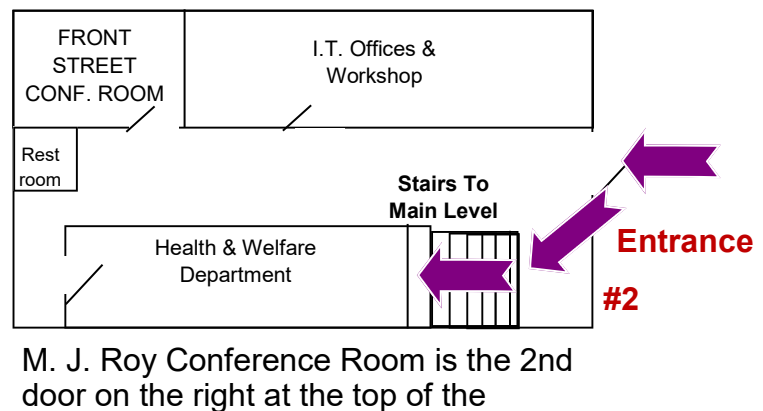 FRONT
STREET
CONF. ROOM
I.T. Offices &
Workshop
Rest
room
Stairs To
Main Level
Health & Welfare
Department
Entrance
#2
M. J. Roy Conference Room is the 2nd
door on the right at the top of the